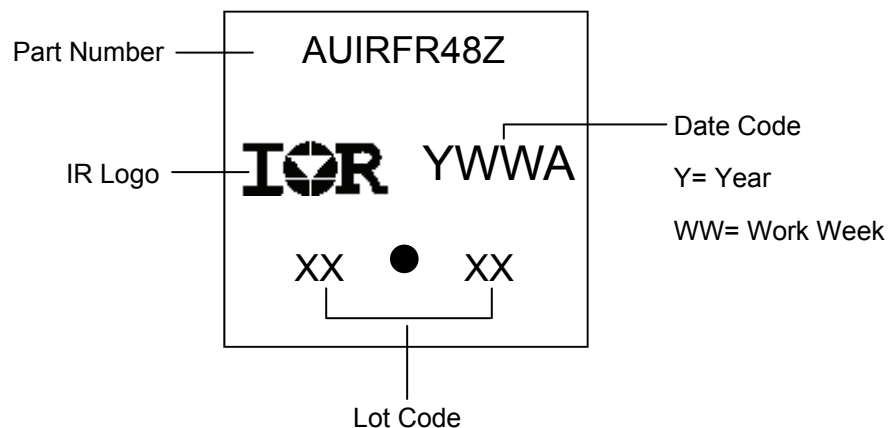 Part Number
AUIRFR48Z
IR Logo
IOR
YWWA
Date Code
Y= Year
WW= Work Week
XX
XX
Lot Code